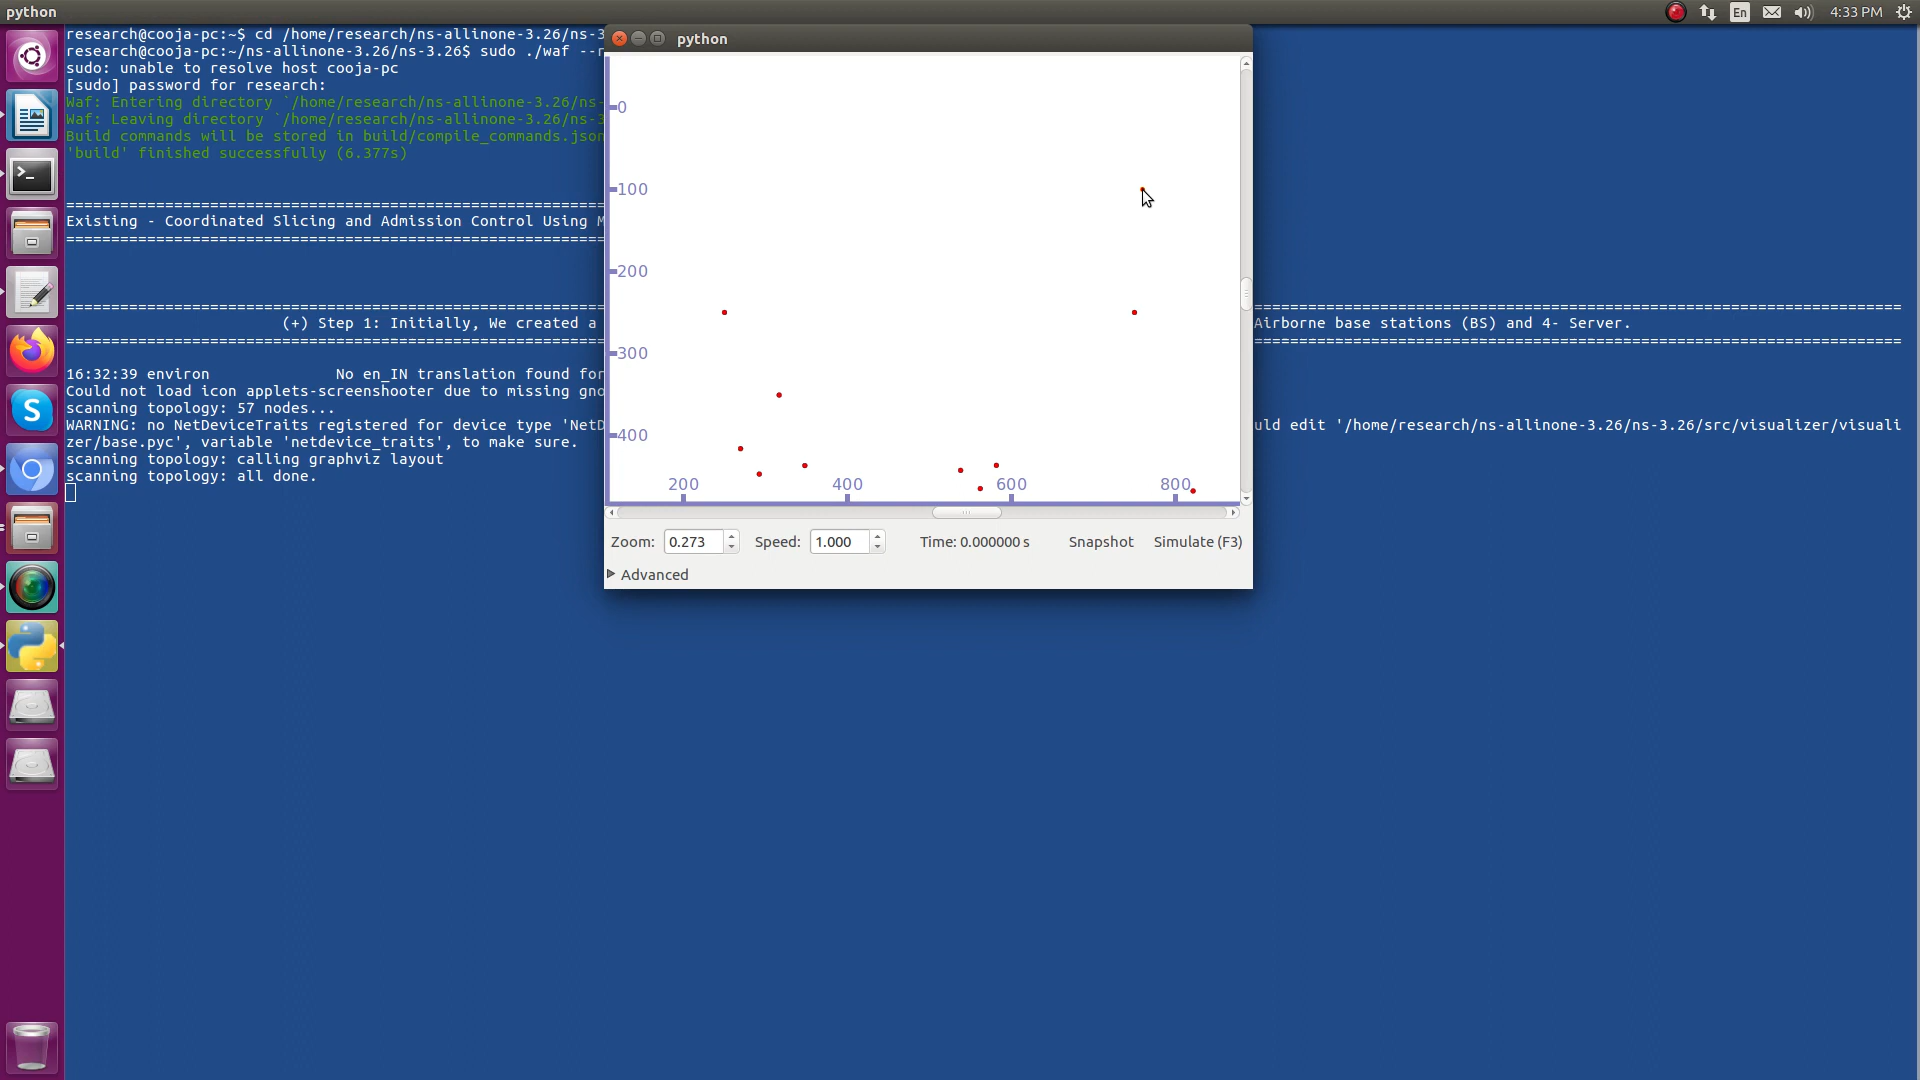 python
En
4:33 PM
research@cooja-pc:~$ cd /home/research/ns-allinone-3.26/ns-3
research@cooja-pc:~/ns-allinone-3.26/ns-3.26$ sudo ./waf --r
sudo: unable to resolve host cooja-pc
[sudo] password for research:
Waf: Entering directory `/home/research/ns-allinone-3.26/ns-
Waf: Leaving directory `/home/research/ns-allinone-3.26/ns-3
Build commands will be stored in build/compile_commands.json
'build' finished successfully (6.377s)
Existing - Coordinated Slicing and Admission Control Using M
(+) Step 1: Initially, We created a
Airborne base stations (BS) and 4- Server.
16:32:39 environ No en_IN translation found for
Could not load icon applets-screenshooter due to missing gno
scanning topology: 57 nodes...
WARNING: no NetDeviceTraits registered for device type 'NetD
uld edit '/home/research/ns-allinone-3.26/ns-3.26/src/visualizer/visuali
zer/base.pyc', variable 'netdevice_traits', to make sure.
scanning topology: calling graphviz layout
scanning topology: all done.
python
0
100
200
300
400
200 400 600 800
Zoom: 0.273 Speed: 1.000 Time: 0.000000 s Snapshot Simulate (F3)
Advanced